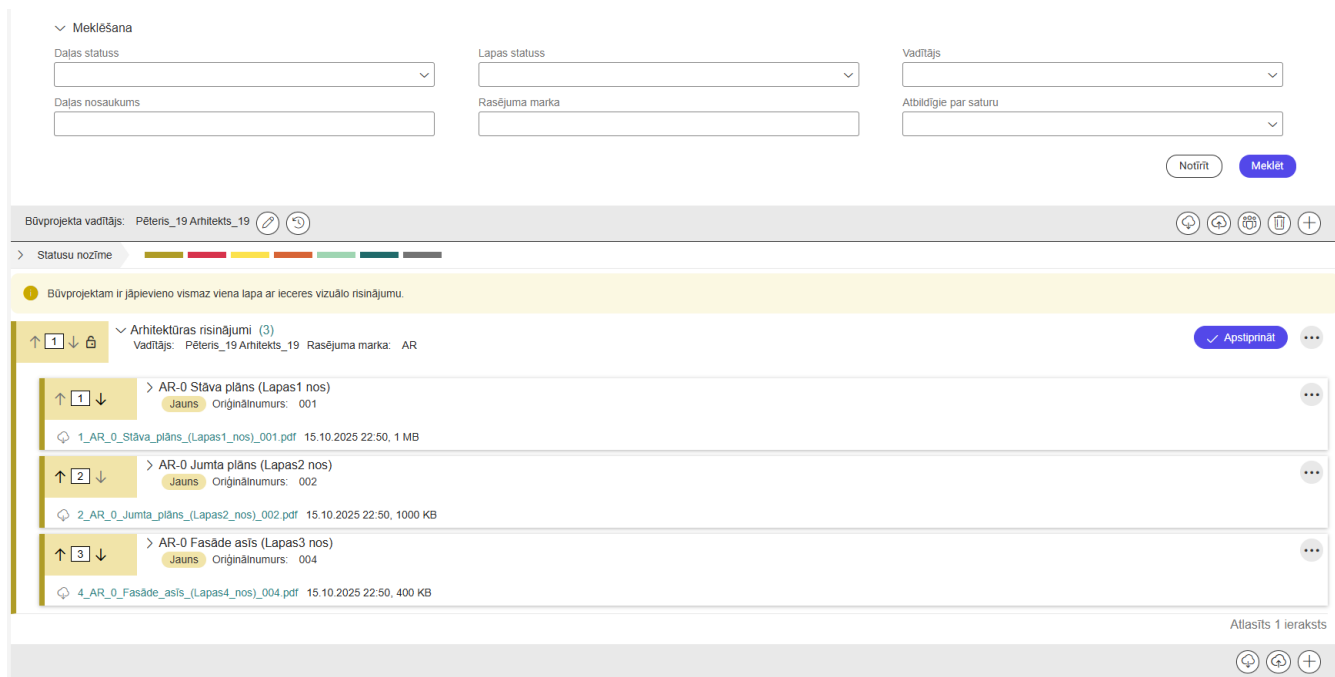 Meklēšana
Daļas statuss Lapas statuss Vadītājs
Daļas nosaukums Rasējuma marka Atbildīgie par saturu
Notīrīt Meklēt
Būvprojekta vadītājs: Pēteris_19 Arhitekts_19
Statusu nozīme
Būvprojektam ir jāpievieno vismaz viena lapa ar ieceres vizuālo risinājumu.
1 Arhitektūras risinājumi (3)
Vadītājs: Pēteris_19 Arhitekts_19 Rasējuma marka: AR
Apstiprināt
1 AR-0 Stāva plāns (Lapas1 nos)
Jauns Oriģinālnumurs: 001
1_AR_0_Stāva_plāns_(Lapas1_nos)_001.pdf 15.10.2025 22:50, 1 MB
2 AR-0 Jumta plāns (Lapas2 nos)
Jauns Oriģinālnumurs: 002
2_AR_0_Jumta_plāns_(Lapas2_nos)_002.pdf 15.10.2025 22:50, 1000 KB
3 AR-0 Fasāde asīs (Lapas3 nos)
Jauns Oriģinālnumurs: 004
4_AR_0_Fasāde_asīs_(Lapas4_nos)_004.pdf 15.10.2025 22:50, 400 KB
Atlasīts 1 ieraksts